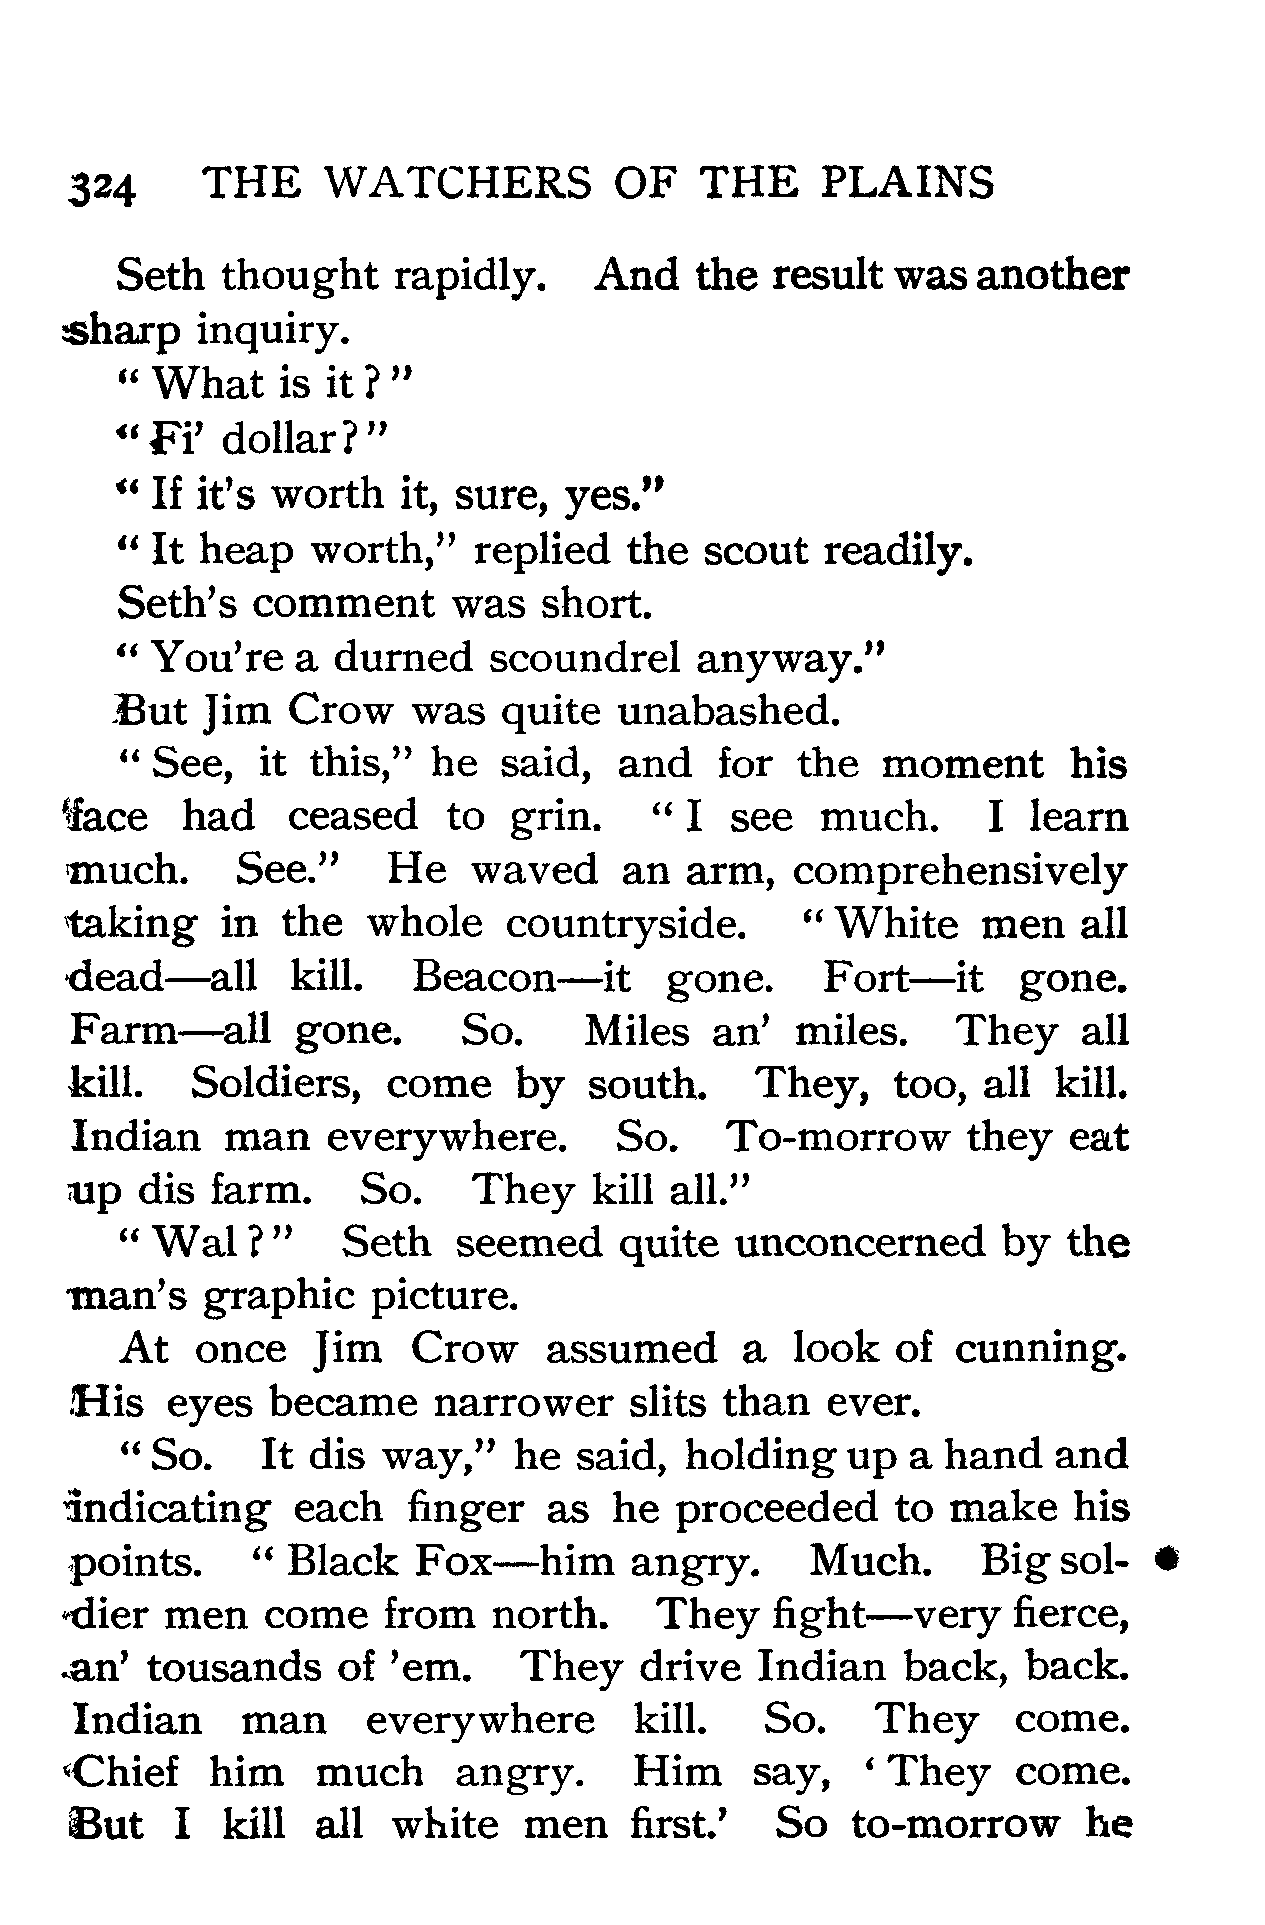 324 THE WATCHERS OF THE PLAINS
Seth thought rapidly. And the result was another
sharp inquiry.
“ What is it ? ”
“ Fi’ dollar ? ”
“ If it’s worth it, sure, yes.”
“ It heap worth,” replied the scout readily.
Seth’s comment was short.
“ You’re a durned scoundrel anyway.”
But Jim Crow was quite unabashed.
“ See, it this,” he said, and for the moment his
face had ceased to grin. “ I see much. I learn
much. See.” He waved an arm, comprehensively
taking in the whole countryside. “ White men all
dead—all kill. Beacon—it gone. Fort—it gone.
Farm—all gone. So. Miles an’ miles. They all
kill. Soldiers, come by south. They, too, all kill.
Indian man everywhere. So. To-morrow they eat
up dis farm. So. They kill all.”
“ Wal ? ” Seth seemed quite unconcerned by the
man’s graphic picture.
At once Jim Crow assumed a look of cunning.
His eyes became narrower slits than ever.
“ So. It dis way,” he said, holding up a hand and
indicating each finger as he proceeded to make his
points. “ Black Fox—him angry. Much. Big sol-
dier men come from north. They fight—very fierce,
an’ tousands of ’em. They drive Indian back, back.
Indian man everywhere kill. So. They come.
Chief him much angry. Him say, ‘ They come.
But I kill all white men first.’ So to-morrow he